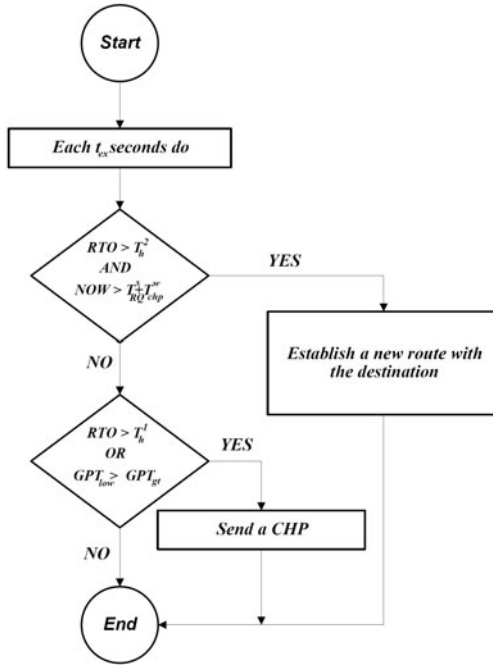 Start
Each t_ex seconds do
RTO > T_h^2
AND
NOW > T_RQ^s + T_chp^sr
YES
NO
Establish a new route with
the destination
RTO > T_h^1
OR
GPT_low > GPT_gt
YES
NO
Send a CHP
End